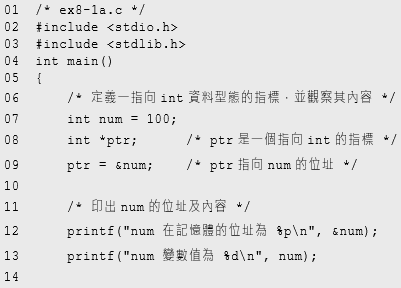 01 /* ex8-1a.c */
02 #include <stdio.h>
03 #include <stdlib.h>
04 int main()
05 {
06     /* 定義一指向 int 資料型態的指標，並觀察其內容 */
07     int num = 100;
08     int *ptr;     /* ptr 是一個指向 int 的指標 */
09     ptr = &num;   /* ptr 指向 num 的位址 */
10
11     /* 印出 num 的位址及內容 */
12     printf("num 在記憶體的位址為 %p\n", &num);
13     printf("num 變數值為 %d\n", num);
14